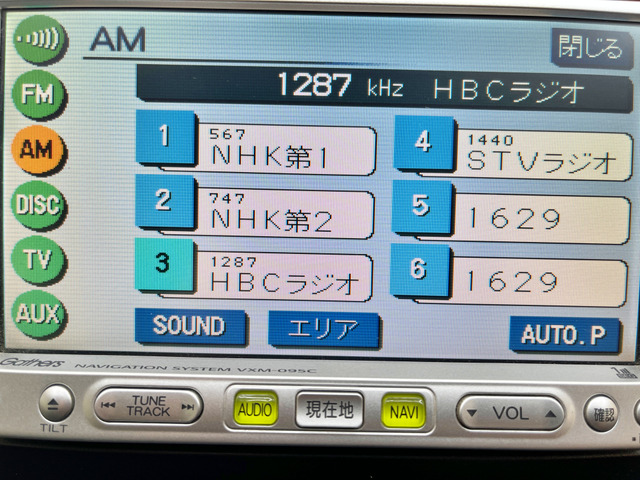 AM
閉じる
FM
1287 kHz HBCラジオ
AM
1
567
NHK第1
4
1440
STVラジオ
DISC
2
747
NHK第2
5
1629
TV
3
1287
HBCラジオ
6
1629
AUX
SOUND
エリア
AUTO.P
Gathers NAVIGATION SYSTEM VXM-095C
TILT
TUNE
TRACK
AUDIO
現在地
NAVI
VOL
確認